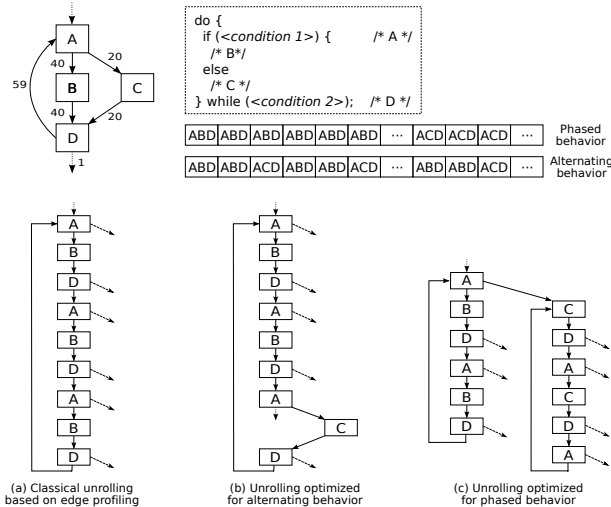 A
20
40
59
B
C
40
20
D
1
do {
if (<condition 1>) { /* A */
/* B*/
else
/* C */
} while (<condition 2>); /* D */
ABD ABD ABD ABD ABD ABD ... ACD ACD ACD ...
Phased
behavior
ABD ABD ACD ABD ABD ACD ... ABD ABD ACD ...
Alternating
behavior
A
B
D
A
B
D
A
B
D
(a) Classical unrolling
based on edge profiling
A
B
D
A
B
D
A
C
D
(b) Unrolling optimized
for alternating behavior
A
B
D
A
B
D
C
D
A
C
D
A
(c) Unrolling optimized
for phased behavior